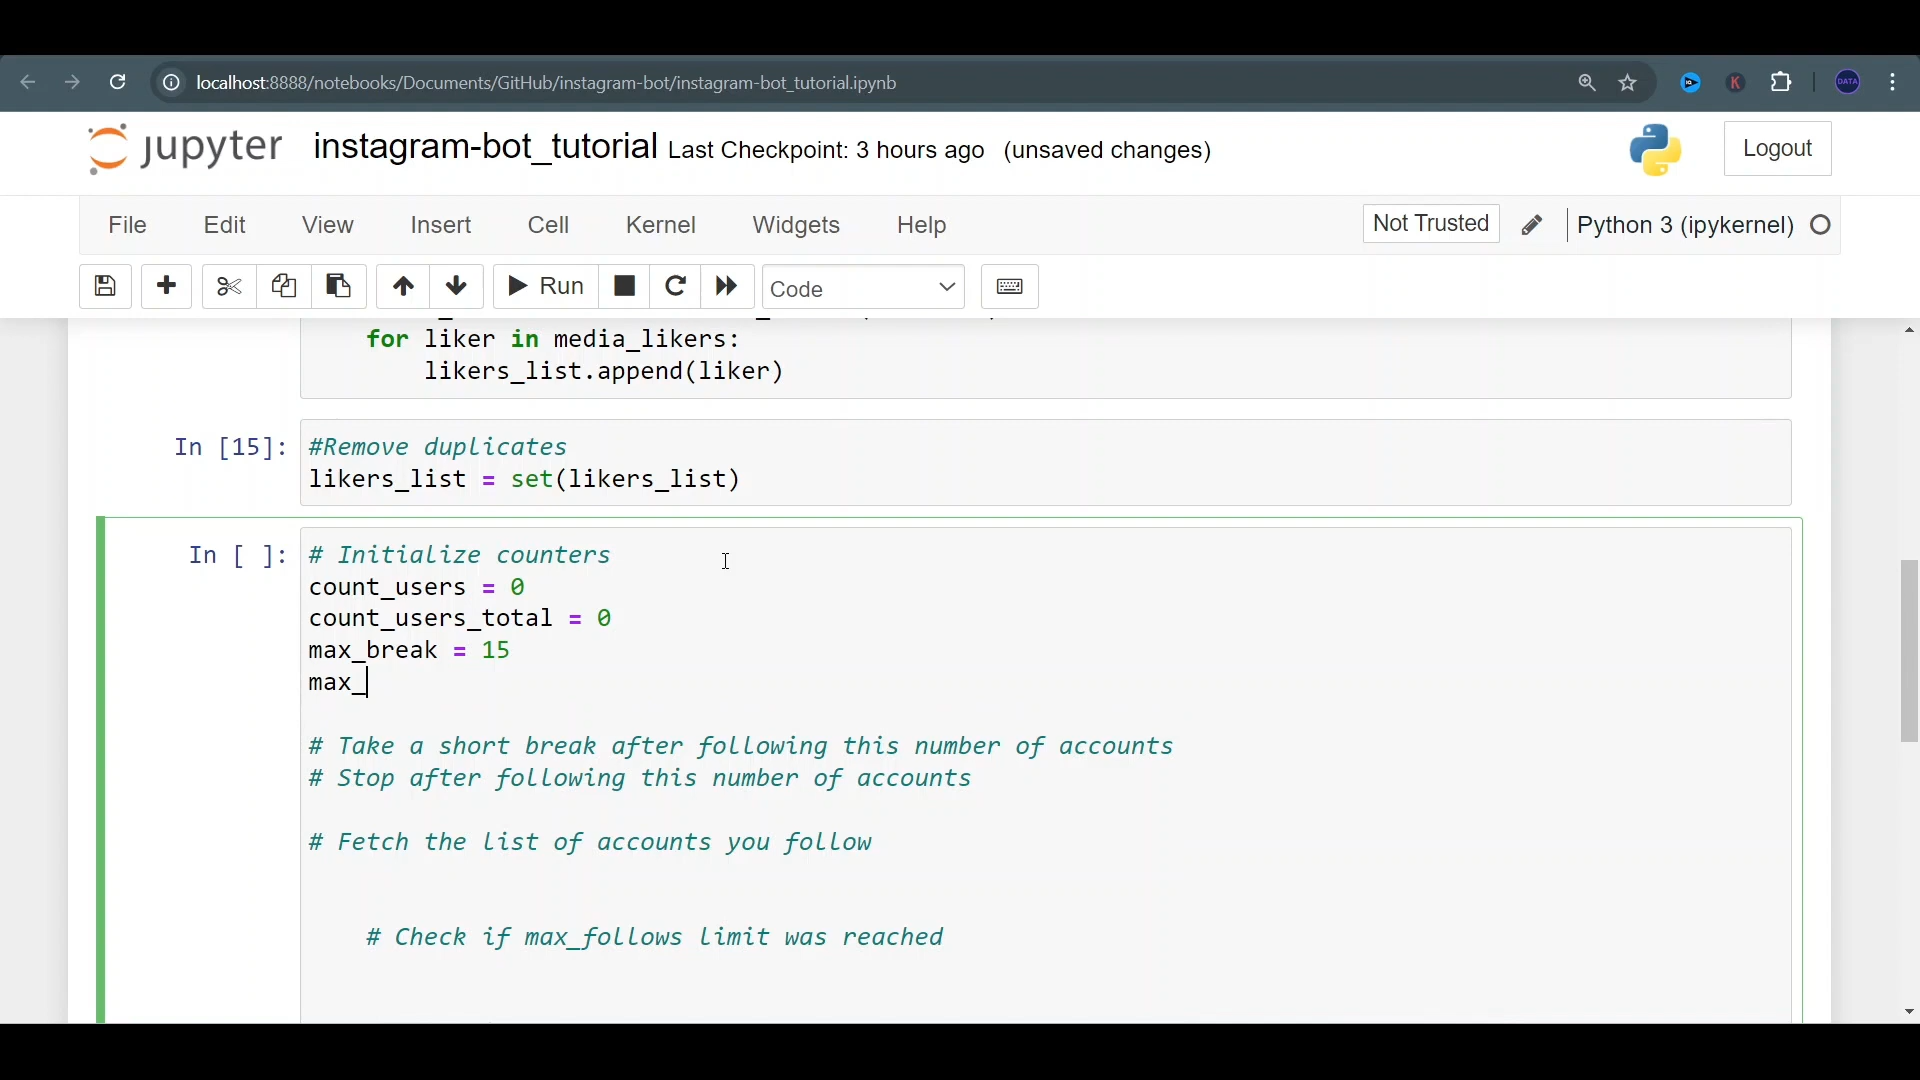 localhost:8888/notebooks/Documents/GitHub/instagram-bot/instagram-bot_tutorial.ipynb
K
DATA
jupyter instagram-bot_tutorial Last Checkpoint: 3 hours ago (unsaved changes)
Logout
File Edit View Insert Cell Kernel Widgets Help
Not Trusted
Python 3 (ipykernel)
Run
Code
for liker in media_likers:
likers_list.append(liker)
In [15]: #Remove duplicates
likers_list = set(likers_list)
In [ ]: # Initialize counters
count_users = 0
count_users_total = 0
max_break = 15
max_
# Take a short break after following this number of accounts
# Stop after following this number of accounts
# Fetch the list of accounts you follow
# Check if max_follows limit was reached